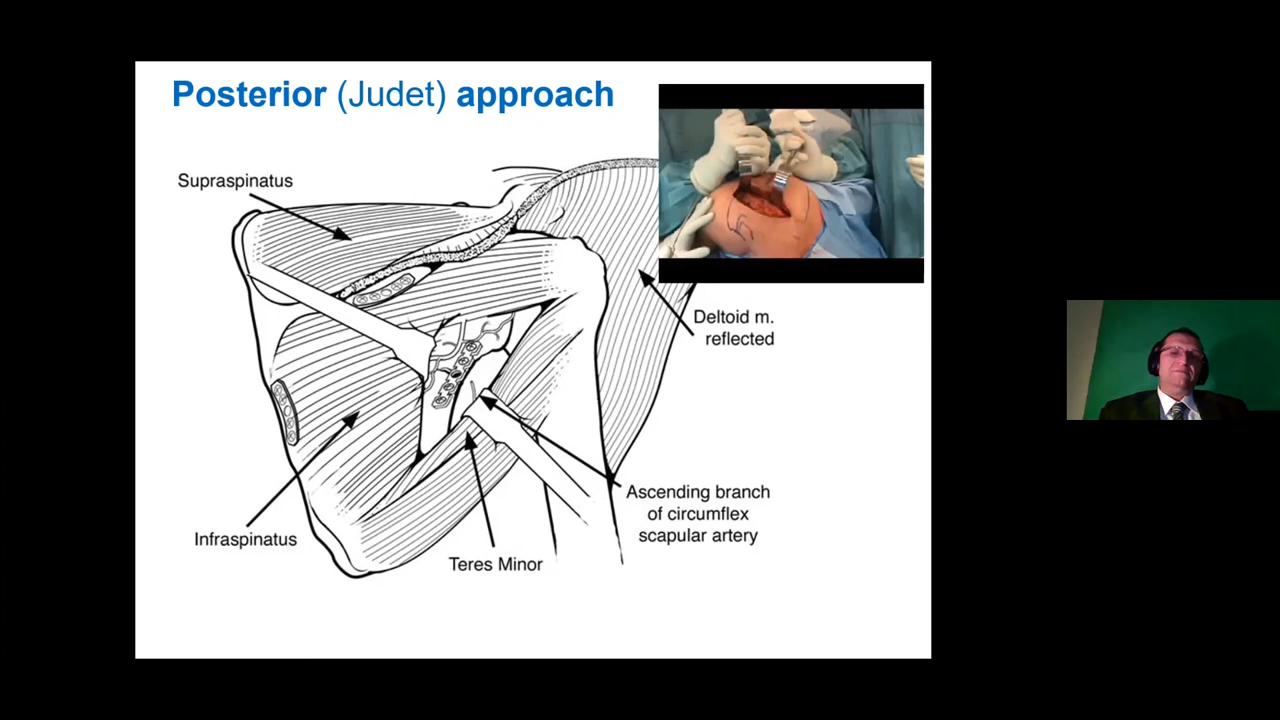 Posterior (Judet) approach
Supraspinatus
Deltoid m.
reflected
Ascending branch
of circumflex
scapular artery
Infraspinatus
Teres Minor